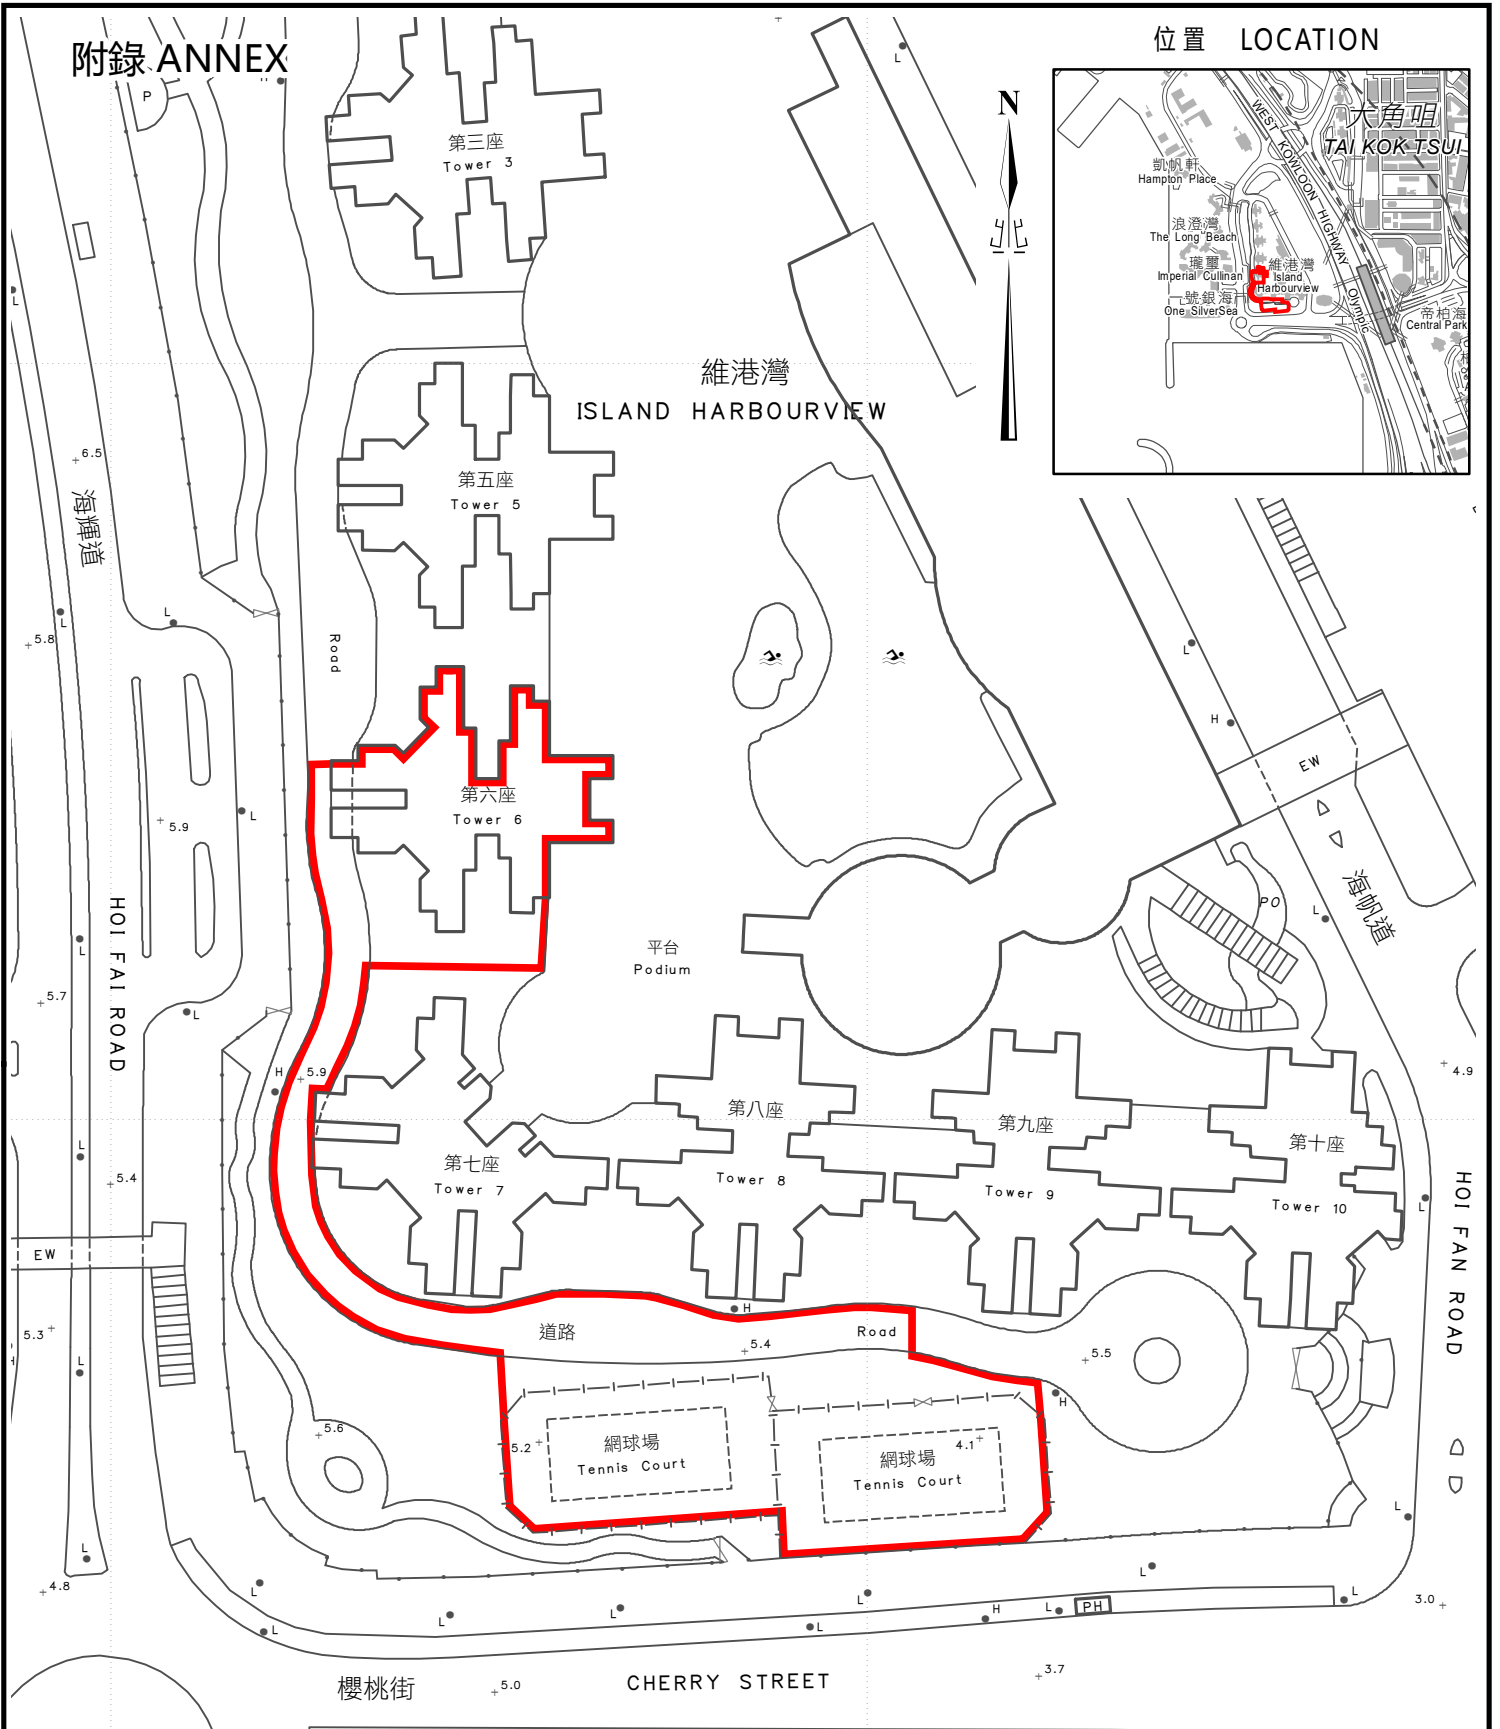 附錄 ANNEX
位置 LOCATION
N
大角咀
TAI KOK TSUI
WEST KOWLOON HIGHWAY
凱帆軒
Hampton Place
浪澄灣
The Long Beach
瓏璽
Imperial Cullinan
一號銀海
One SilverSea
維港灣
Island
Harbourview
Olympic
帝柏海
Central Park
P
H
L
第三座
Tower 3
L
L
維港灣
ISLAND HARBOURVIEW
6.5
海輝道
第五座
Tower 5
L
L
5.8
Road
L
H
EW
第六座
Tower 6
5.9
L
海帆道
PO
L
HOI FAI ROAD
平台
Podium
L
5.7
L
H
5.9
4.9
第八座
Tower 8
第九座
Tower 9
第十座
Tower 10
第七座
Tower 7
L
5.4
L
HOI FAN ROAD
EW
H
道路
Road
5.4
5.5
5.3
H
L
H
5.6
5.2
網球場
Tennis Court
網球場
Tennis Court
4.1
L
L
4.8
L
L
L
L
L
L
L
H
L
PH
L
3.0
櫻桃街
CHERRY STREET
5.0
3.7